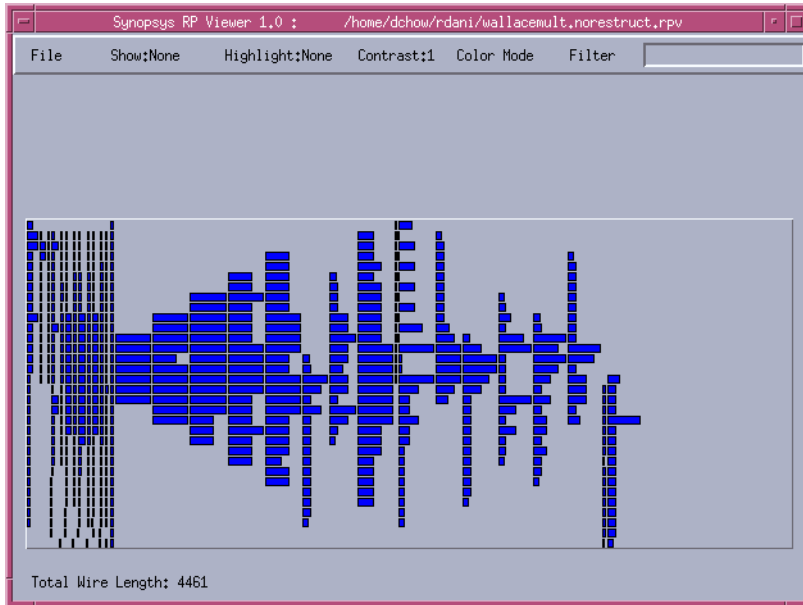 Synopsys RP Viewer 1.0 : /home/dchow/rdani/wallacemult.norestruct.rpv
File Show:None Highlight:None Contrast:1 Color Mode Filter
Total Wire Length: 4461